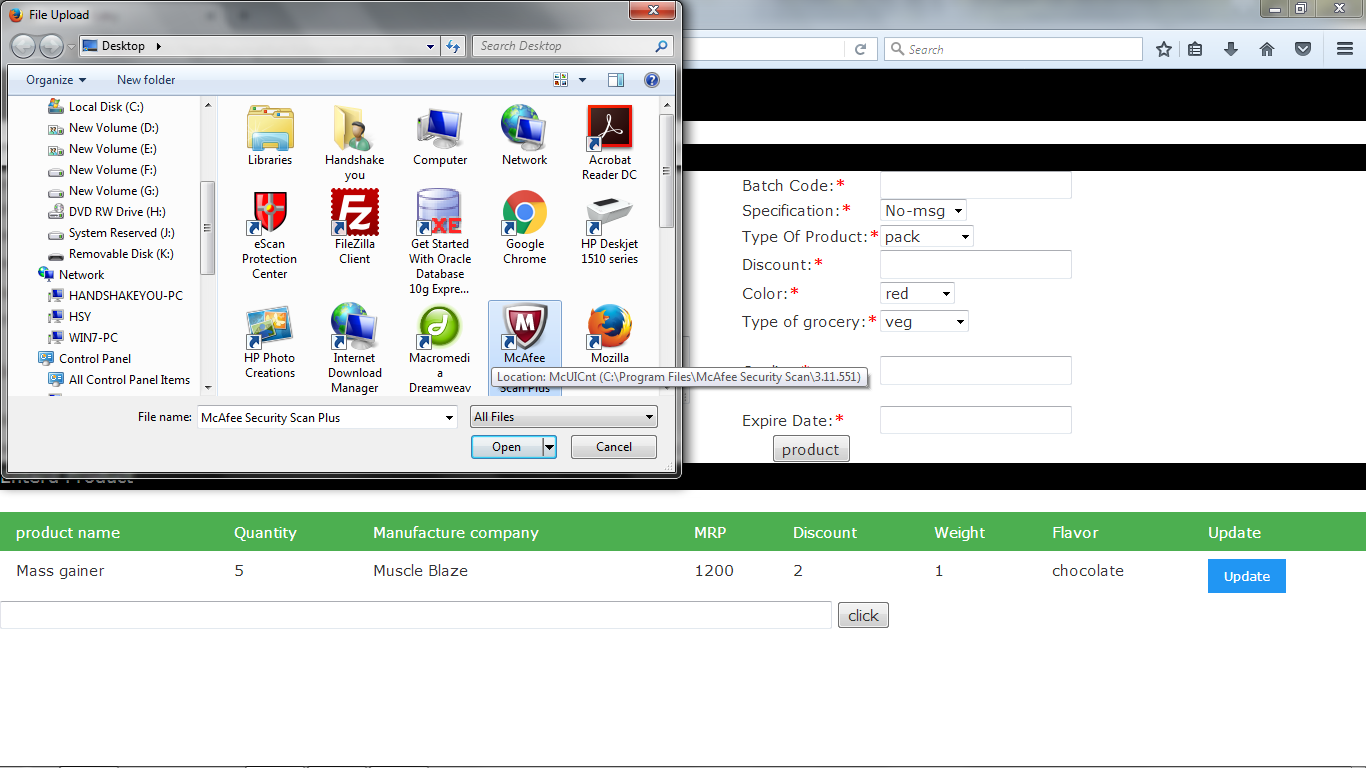 File Upload
Desktop
Search Desktop
Search
Organize
New folder
Local Disk (C:)
New Volume (D:)
New Volume (E:)
New Volume (F:)
New Volume (G:)
DVD RW Drive (H:)
System Reserved (J:)
Removable Disk (K:)
Network
HANDSHAKEYOU-PC
HSY
WIN7-PC
Control Panel
All Control Panel Items
Libraries
Handshake
you
Computer
Network
Acrobat
Reader DC
eScan
Protection
Center
FileZilla
Client
Get Started
With Oracle
Database
10g Expre...
Google
Chrome
HP Deskjet
1510 series
HP Photo
Creations
Internet
Download
Manager
Macromedi
a
Dreamweav
McAfee
Scan Plus
Mozilla
Location: McUICnt (C:\Program Files\McAfee Security Scan\3.11.551)
File name:
McAfee Security Scan Plus
All Files
Open
Cancel
Batch Code:*
Specification:* No-msg
Type Of Product:* pack
Discount:*
Color:* red
Type of grocery:* veg
Expire Date:*
product
Product
product name Quantity Manufacture company MRP Discount Weight Flavor Update
Mass gainer 5 Muscle Blaze 1200 2 1 chocolate Update
click